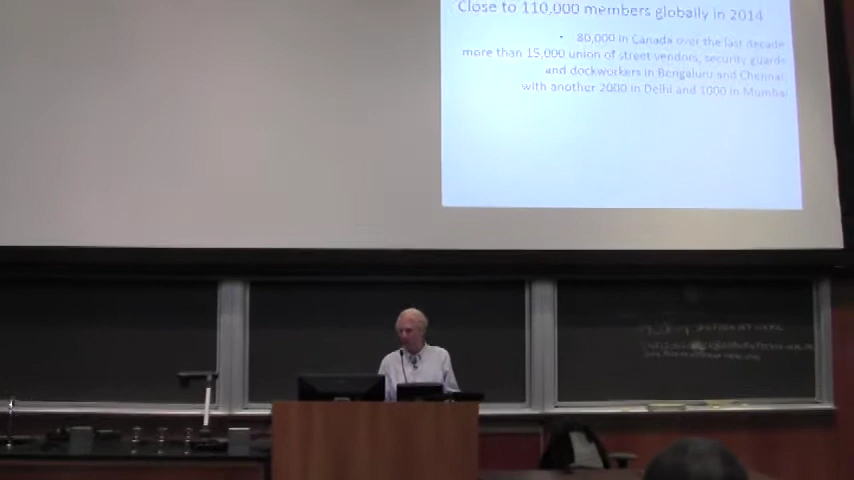 Close to 110,000 members globally in 2014
• 80,000 in Canada over the last decade
more than 15,000 union of street vendors, security guards
and dockworkers in Bengaluru and Chennai,
with another 2000 in Delhi and 1000 in Mumbai